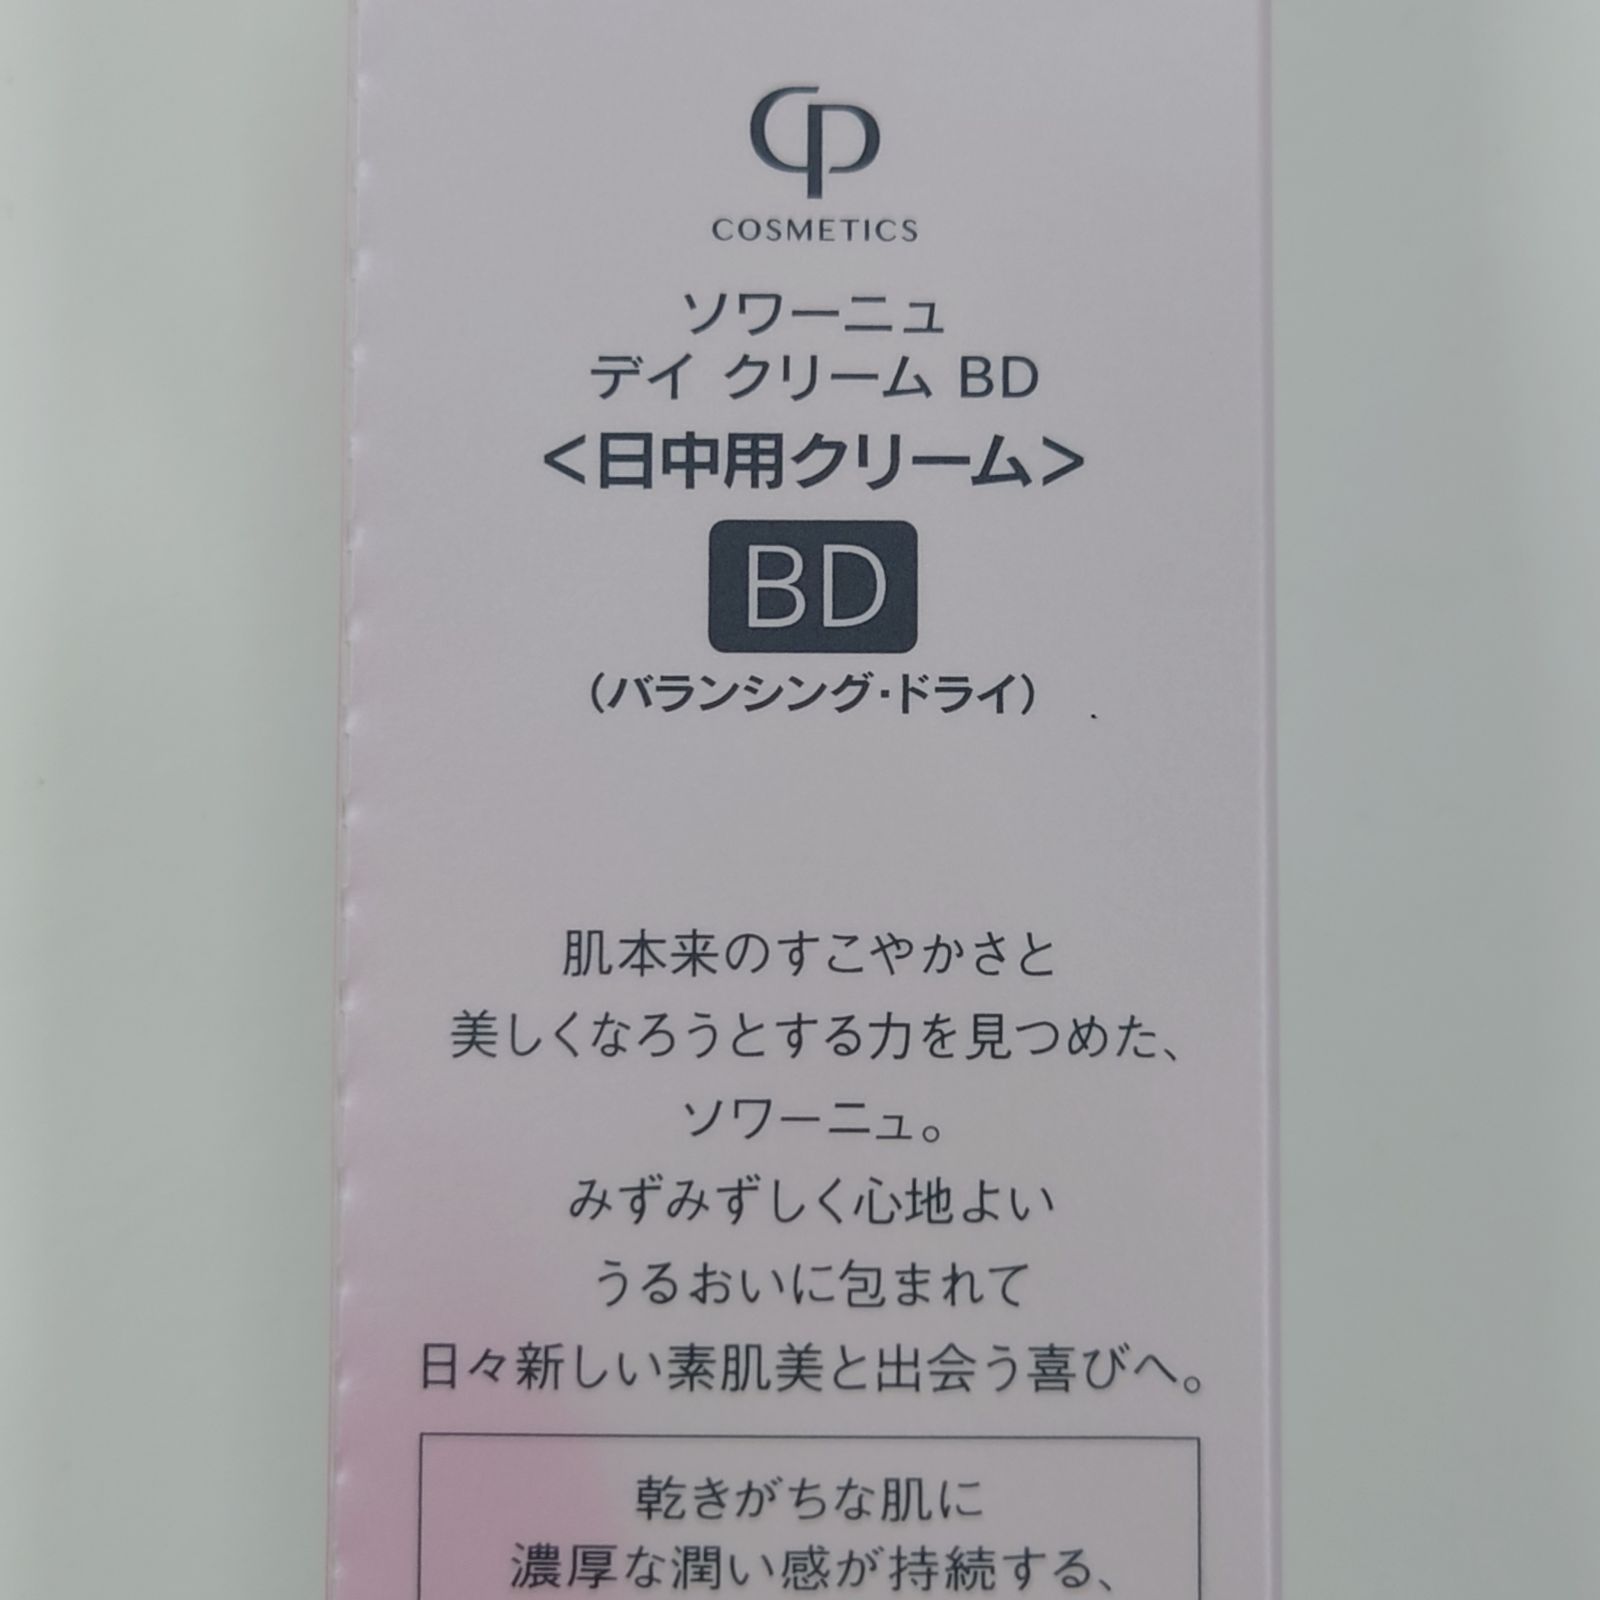 CP
COSMETICS
ソワーニュ
デイ クリーム BD
<日中用クリーム>
BD
(バランシング・ドライ)
肌本来のすこやかさと
美しくなろうとする力を見つめた、
ソワーニュ。
みずみずしく心地よい
うるおいに包まれて
日々新しい素肌美と出会う喜びへ。
乾きがちな肌に
濃厚な潤い感が持続する、